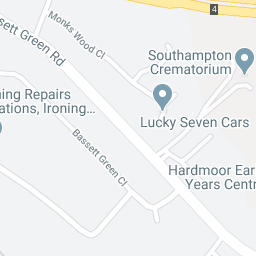 4
Monks Wood Cl
ssett Green Rd
Southampton
Crematorium
ning Repairs
ations, Ironing...
Lucky Seven Cars
Bassett Green Cl
Hardmoor Ear
Years Centr